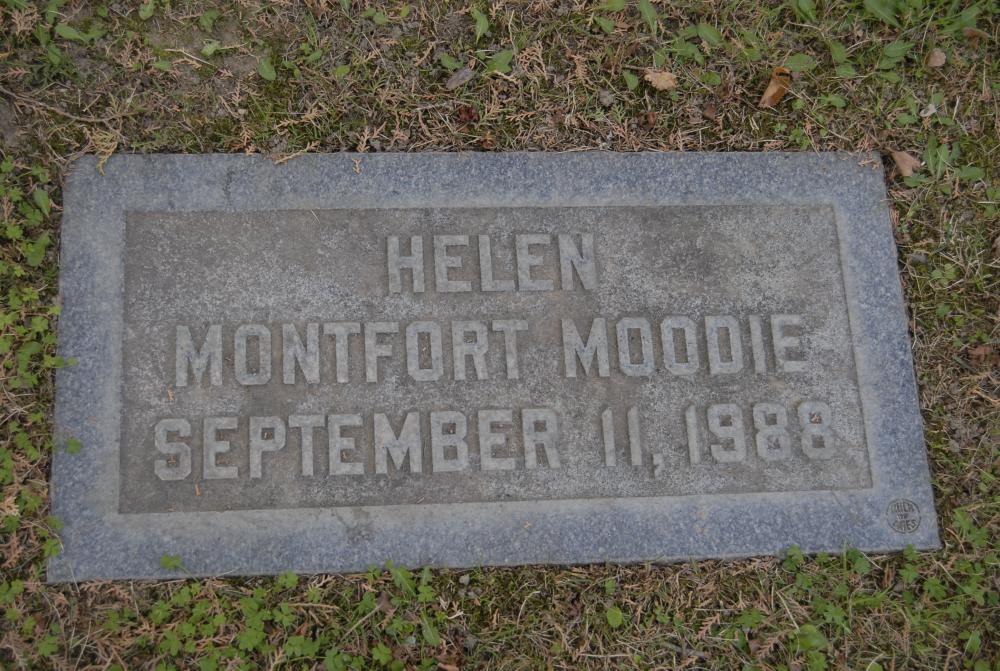 HELEN
MONTFORT MOODIE
SEPTEMBER 11, 1988